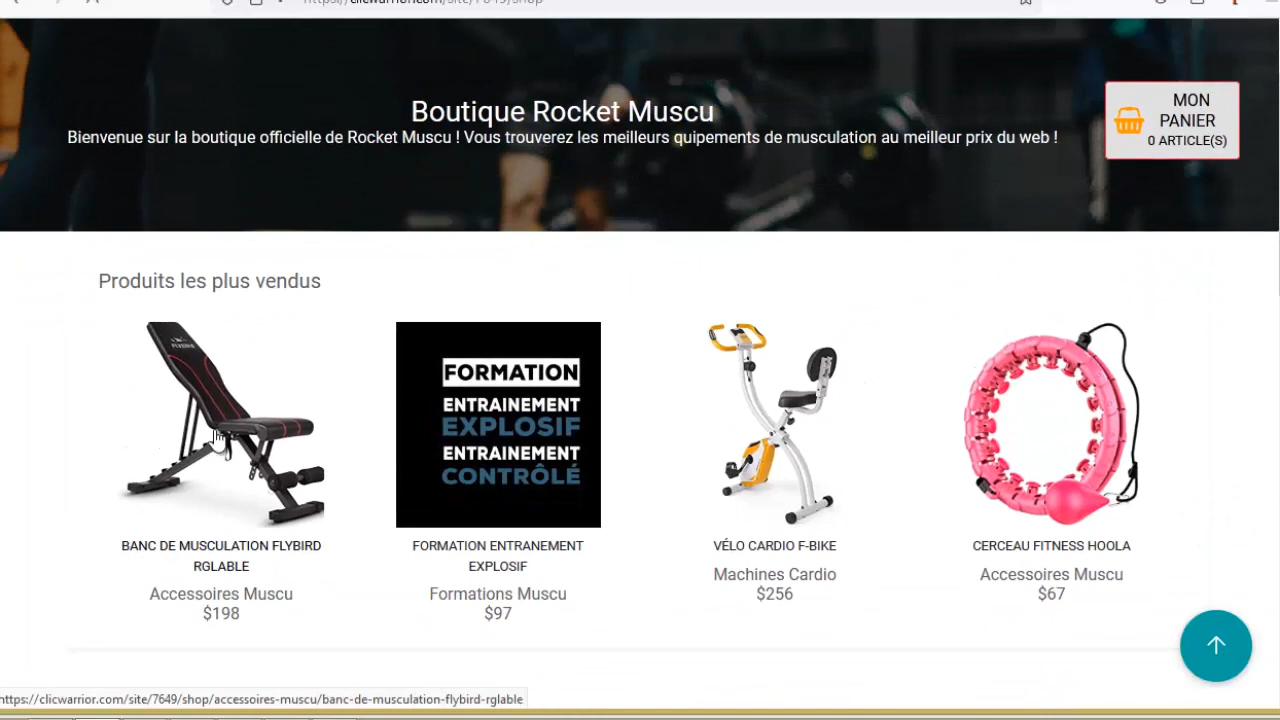 Boutique Rocket Muscu
Bienvenue sur la boutique officielle de Rocket Muscu ! Vous trouverez les meilleurs quipements de musculation au meilleur prix du web !
MON
PANIER
0 ARTICLE(S)
Produits les plus vendus
FORMATION
ENTRAINEMENT
EXPLOSIF
ENTRAINEMENT
CONTRÔLÉ
BANC DE MUSCULATION FLYBIRD
RGLABLE
Accessoires Muscu
$198
FORMATION ENTRANEMENT
EXPLOSIF
Formations Muscu
$97
VÉLO CARDIO F-BIKE
Machines Cardio
$256
CERCEAU FITNESS HOOLA
Accessoires Muscu
$67
https://clicwarrior.com/site/7649/shop/accessoires-muscu/banc-de-musculation-flybird-rglable